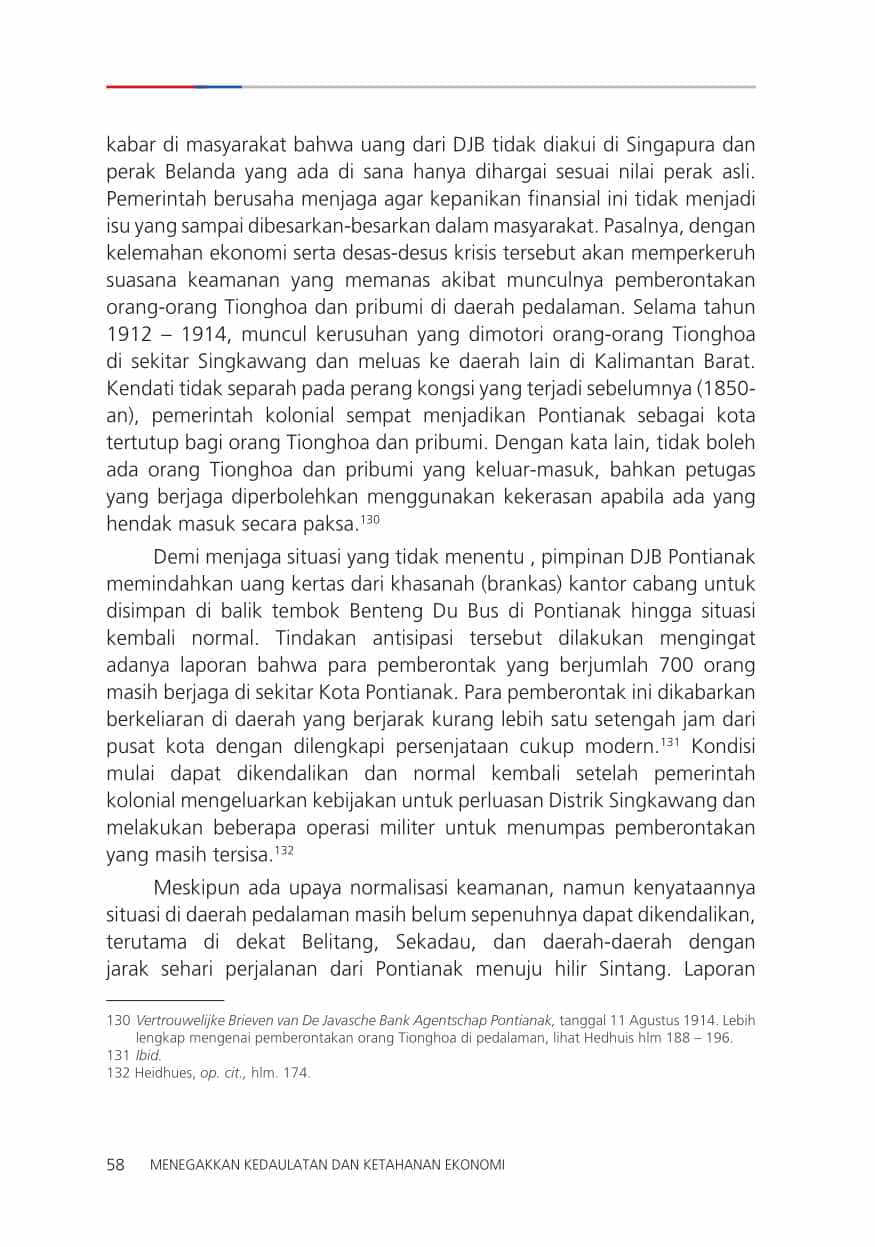 kabar di masyarakat bahwa uang dari DJB tidak diakui di Singapura dan
perak Belanda yang ada di sana hanya dihargai sesuai nilai perak asli.
Pemerintah berusaha menjaga agar kepanikan finansial ini tidak menjadi
isu yang sampai dibesarkan-besarkan dalam masyarakat. Pasalnya, dengan
kelemahan ekonomi serta desas-desus krisis tersebut akan memperkeruh
suasana keamanan yang memanas akibat munculnya pemberontakan
orang-orang Tionghoa dan pribumi di daerah pedalaman. Selama tahun
1912 – 1914, muncul kerusuhan yang dimotori orang-orang Tionghoa
di sekitar Singkawang dan meluas ke daerah lain di Kalimantan Barat.
Kendati tidak separah pada perang kongsi yang terjadi sebelumnya (1850-
an), pemerintah kolonial sempat menjadikan Pontianak sebagai kota
tertutup bagi orang Tionghoa dan pribumi. Dengan kata lain, tidak boleh
ada orang Tionghoa dan pribumi yang keluar-masuk, bahkan petugas
yang berjaga diperbolehkan menggunakan kekerasan apabila ada yang
hendak masuk secara paksa.130
Demi menjaga situasi yang tidak menentu , pimpinan DJB Pontianak
memindahkan uang kertas dari khasanah (brankas) kantor cabang untuk
disimpan di balik tembok Benteng Du Bus di Pontianak hingga situasi
kembali normal. Tindakan antisipasi tersebut dilakukan mengingat
adanya laporan bahwa para pemberontak yang berjumlah 700 orang
masih berjaga di sekitar Kota Pontianak. Para pemberontak ini dikabarkan
berkeliaran di daerah yang berjarak kurang lebih satu setengah jam dari
pusat kota dengan dilengkapi persenjataan cukup modern.131 Kondisi
mulai dapat dikendalikan dan normal kembali setelah pemerintah
kolonial mengeluarkan kebijakan untuk perluasan Distrik Singkawang dan
melakukan beberapa operasi militer untuk menumpas pemberontakan
yang masih tersisa.132
Meskipun ada upaya normalisasi keamanan, namun kenyataannya
situasi di daerah pedalaman masih belum sepenuhnya dapat dikendalikan,
terutama di dekat Belitang, Sekadau, dan daerah-daerah dengan
jarak sehari perjalanan dari Pontianak menuju hilir Sintang. Laporan
130 Vertrouwelijke Brieven van De Javasche Bank Agentschap Pontianak, tanggal 11 Agustus 1914. Lebih
lengkap mengenai pemberontakan orang Tionghoa di pedalaman, lihat Hedhuis hlm 188 – 196.
131 Ibid.
132 Heidhues, op. cit., hlm. 174.
58 MENEGAKKAN KEDAULATAN DAN KETAHANAN EKONOMI